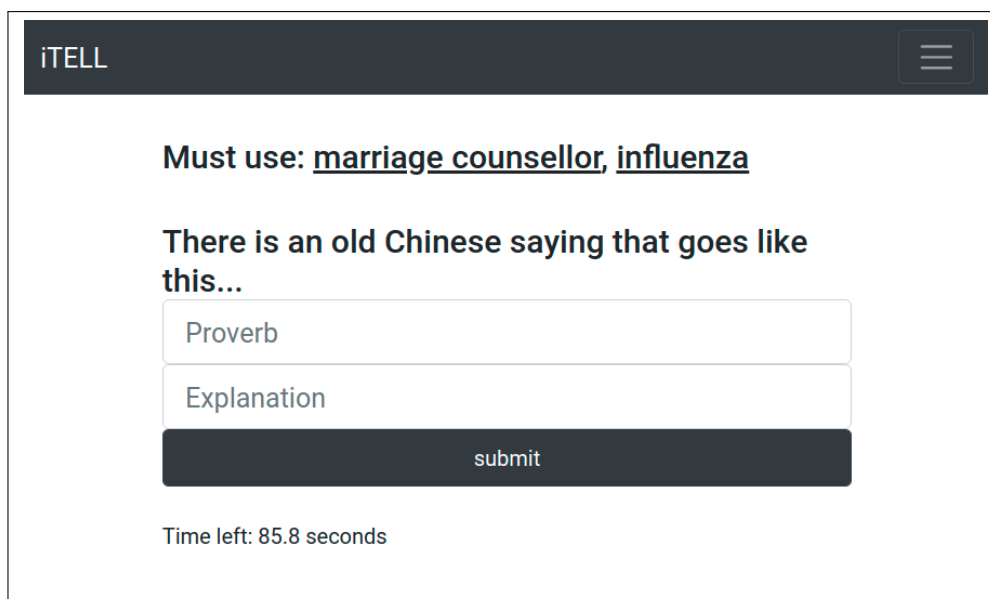 iTELL
Must use: marriage counsellor, influenza
There is an old Chinese saying that goes like
this...
Proverb
Explanation
submit
Time left: 85.8 seconds